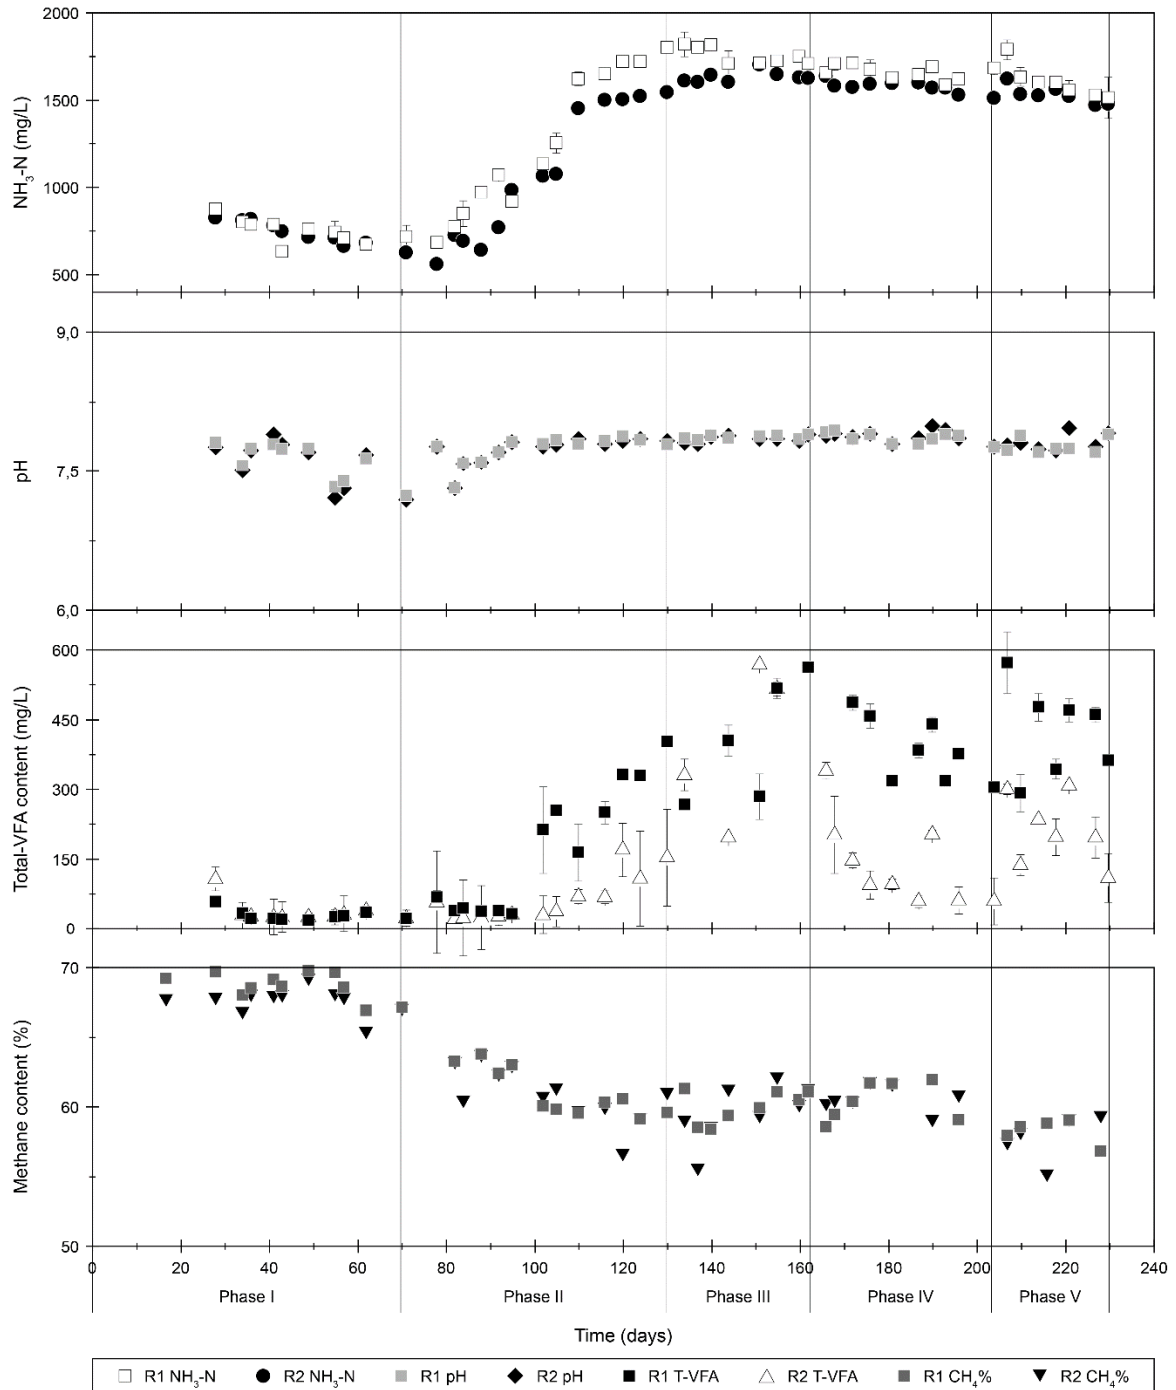 2000
1500
1000
500
NH₃-N (mg/L)
9,0
7,5
6,0
pH
600
450
300
150
0
Total-VFA content (mg/L)
70
60
50
Methane content (%)
0 20 40 60 80 100 120 140 160 180 200 220 240
Phase I Phase II Phase III Phase IV Phase V
Time (days)
R1 NH₃-N R2 NH₃-N R1 pH R2 pH R1 T-VFA R2 T-VFA R1 CH₄% R2 CH₄%